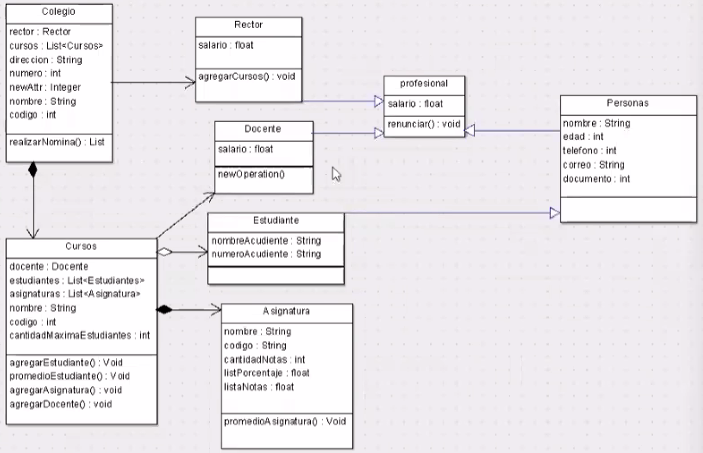 Colegio
rector : Rector
cursos : List<Cursos>
direccion : String
numero : int
newAttr : Integer
nombre : String
codigo : int
realizarNomina() : List
Rector
salario : float
agregarCursos() : void
profesional
salario : float
renunciar() : void
Personas
nombre : String
edad : int
telefono : int
correo : String
documento : int
Docente
salario : float
newOperation()
Estudiante
nombreAcudiente : String
numeroAcudiente : String
Cursos
docente : Docente
estudiantes : List<Estudiantes>
asignaturas : List<Asignatura>
nombre : String
codigo : int
cantidadMaximaEstudiantes : int
agregarEstudiante() : Void
promedioEstudiante() : Void
agregarAsignatura() : void
agregarDocente() : void
Asignatura
nombre : String
codigo : String
cantidadNotas : int
listPorcentaje : float
listaNotas : float
promedioAsignatura() : Void